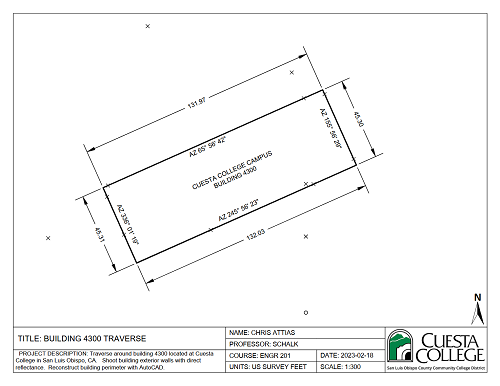 131.97
AZ 65° 56' 42"
45.30
AZ 155° 56' 29"
CUESTA COLLEGE CAMPUS
BUILDING 4300
AZ 336° 01' 19"
45.31
AZ 245° 56' 23"
132.03
N
TITLE: BUILDING 4300 TRAVERSE
PROJECT DESCRIPTION: Traverse around building 4300 located at Cuesta
College in San Luis Obispo, CA. Shoot building exterior walls with direct
reflectance. Reconstruct building perimeter with AutoCAD.
NAME: CHRIS ATTIAS
PROFESSOR: SCHALK
COURSE: ENGR 201
DATE: 2023-02-18
UNITS: US SURVEY FEET
SCALE: 1:300
CUESTA
COLLEGE
San Luis Obispo County Community College District